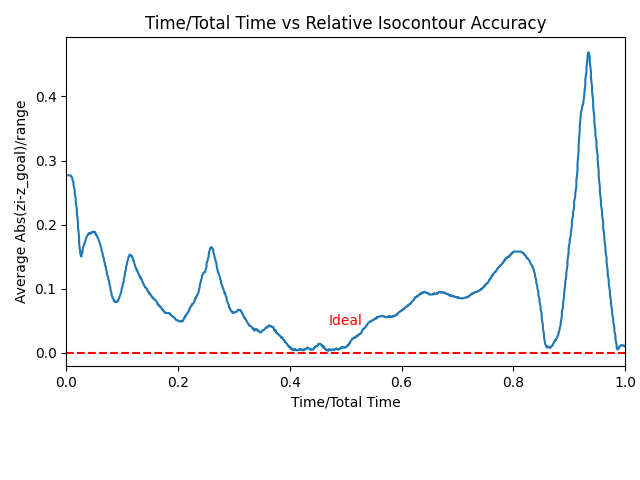 Time/Total Time vs Relative Isocontour Accuracy
Average Abs(zi-z_goal)/range
0.4
0.3
0.2
0.1
0.0
Ideal
0.0 0.2 0.4 0.6 0.8 1.0
Time/Total Time